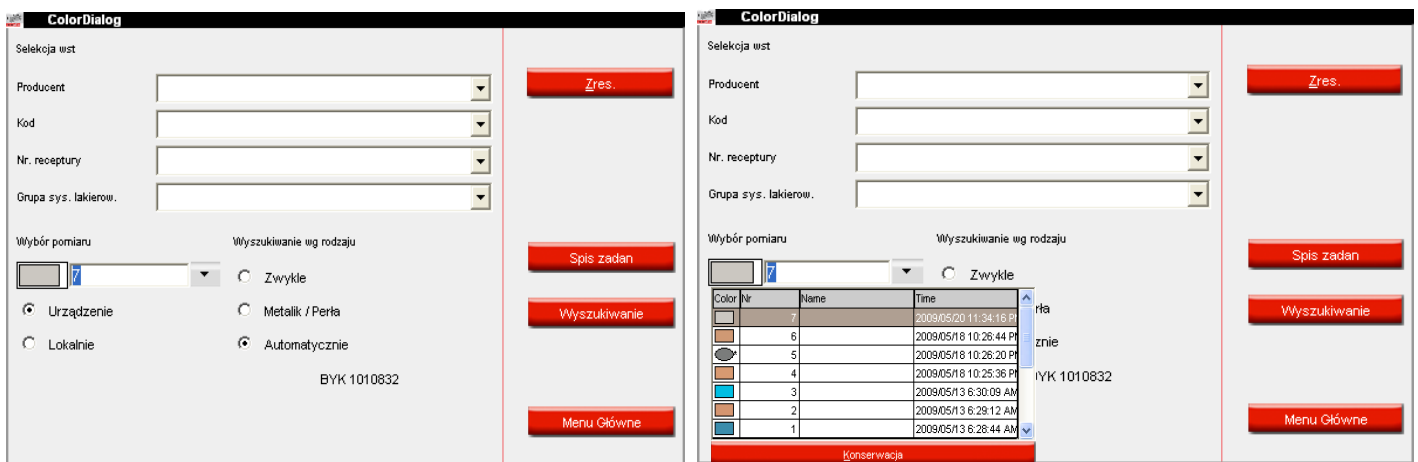 ColorDialog
Selekcja wst
Producent
Zres.
Kod
Nr. receptury
Grupa sys. lakierow.
Wybór pomiaru
Wyszukiwanie wg rodzaju
Spis zadan
7
Zwykle
Urządzenie
Metalik / Perła
Wyszukiwanie
Lokalnie
Automatycznie
BYK 1010832
Menu Główne
ColorDialog
Selekcja wst
Producent
Zres.
Kod
Nr. receptury
Grupa sys. lakierow.
Wybór pomiaru
Wyszukiwanie wg rodzaju
Spis zadan
7
Zwykle
Color Nr Name Time
7 2009/05/20 11:34:16 P
6 2009/05/18 10:26:44 P
5 2009/05/18 10:26:20 P
4 2009/05/18 10:25:36 P
3 2009/05/13 6:30:09 AM
2 2009/05/13 6:29:12 AM
1 2009/05/13 6:28:44 AM
rła
Wyszukiwanie
znie
YK 1010832
Menu Główne
Konserwacja